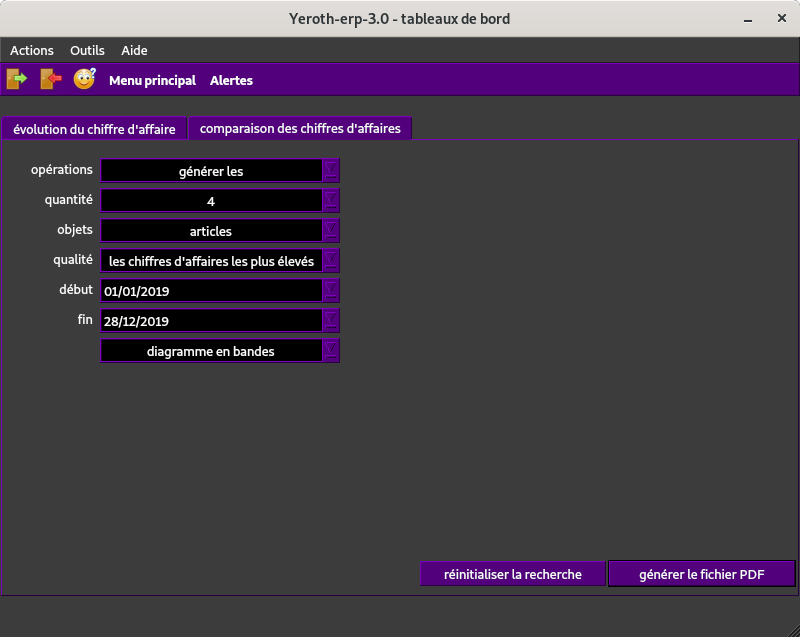 Yeroth-erp-3.0 - tableaux de bord
Actions Outils Aide
Menu principal Alertes
évolution du chiffre d'affaire comparaison des chiffres d'affaires
opérations générer les
quantité 4
objets articles
qualité les chiffres d'affaires les plus élevés
début 01/01/2019
fin 28/12/2019
diagramme en bandes
réinitialiser la recherche générer le fichier PDF